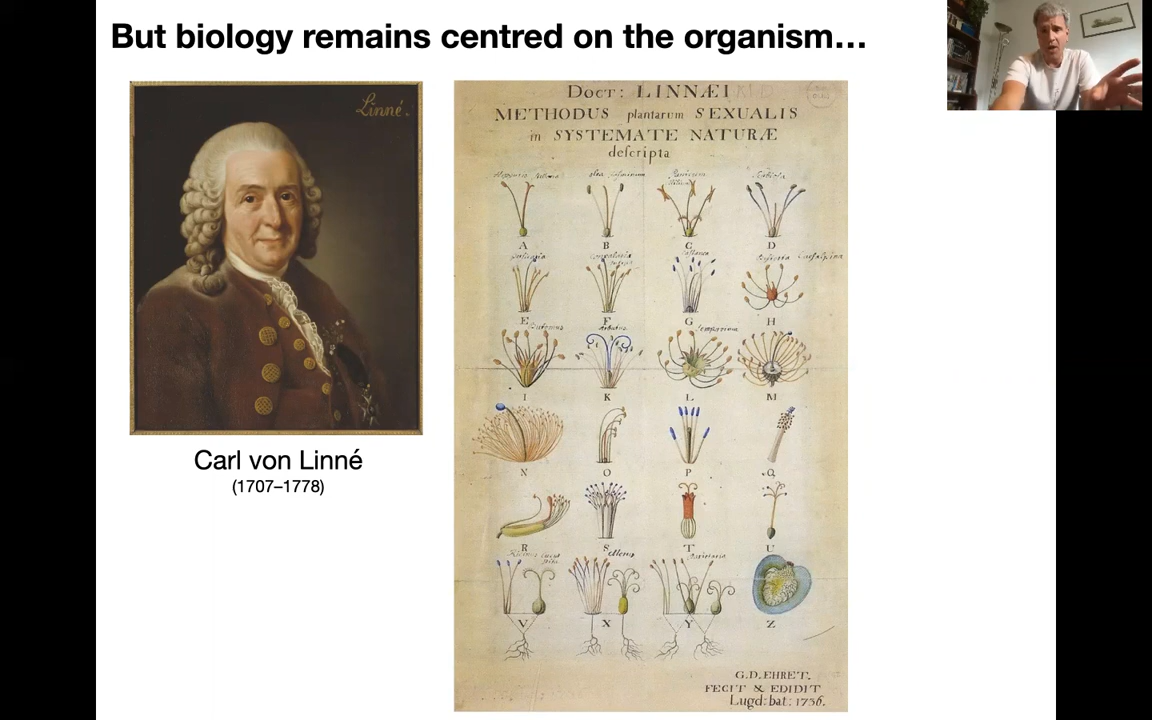 But biology remains centred on the organism…
Linné.
Carl von Linné
(1707–1778)
Doct: LINNÆI
METHODUS plantarum SEXUALIS
in SYSTEMATE NATURÆ
deſcripta
A B C D
E F G H
I K L M
N O P Q
R S T U
V X Y Z
G.D. EHRET.
FECIT & EDIDIT
Lugd: bat: 1736.